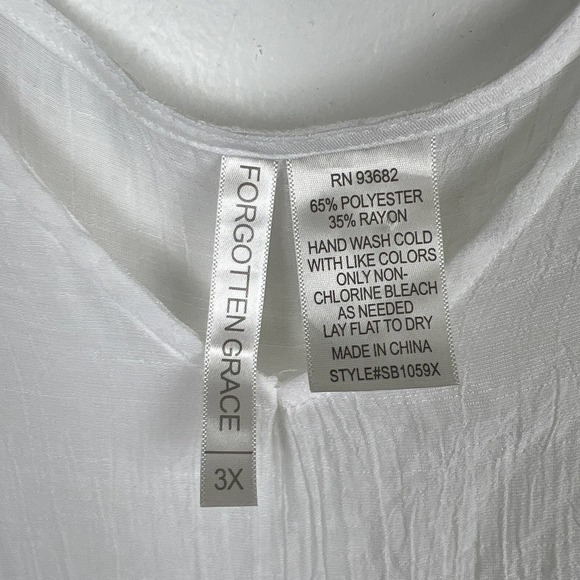 FORGOTTEN GRACE
3X
RN 93682
65% POLYESTER
35% RAYON
HAND WASH COLD
WITH LIKE COLORS
ONLY NON-
CHLORINE BLEACH
AS NEEDED
LAY FLAT TO DRY
MADE IN CHINA
STYLE#SB1059X